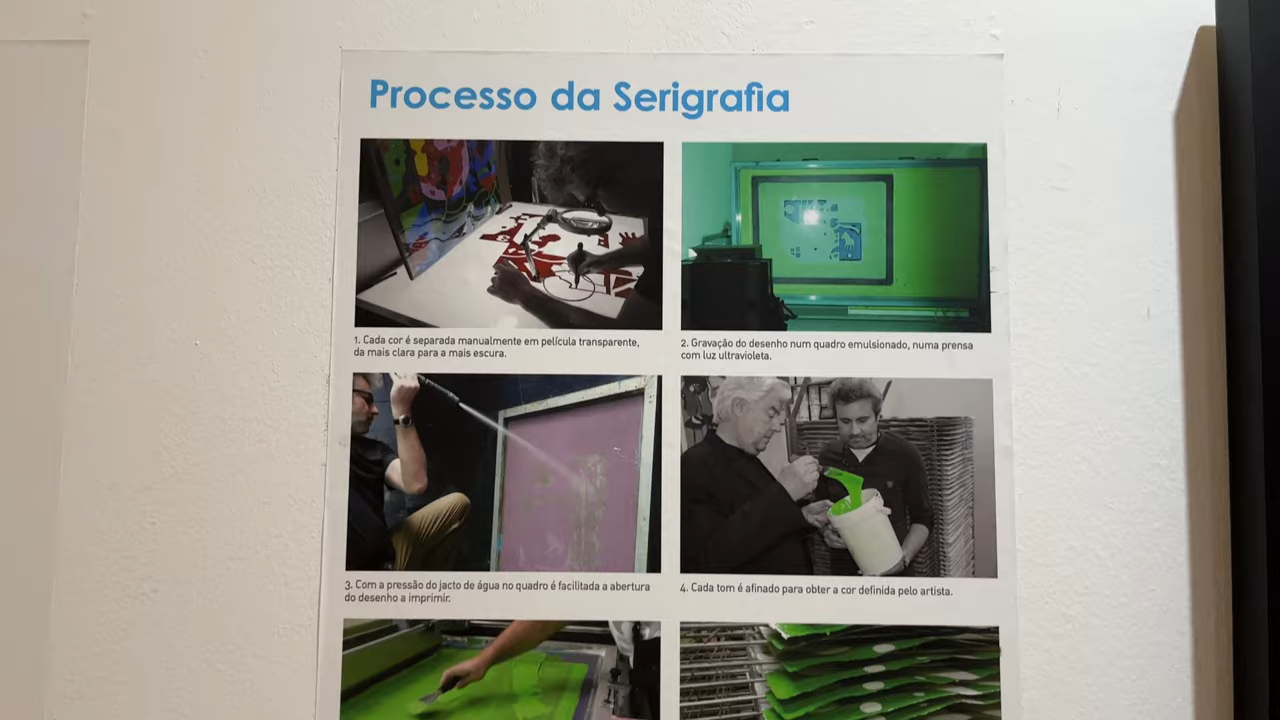 Processo da Serigrafia
1. Cada cor é separada manualmente em película transparente,
da mais clara para a mais escura.
2. Gravação do desenho num quadro emulsionado, numa prensa
com luz ultravioleta.
3. Com a pressão do jacto de água no quadro é facilitada a abertura
do desenho a imprimir.
4. Cada tom é afinado para obter a cor definida pelo artista.